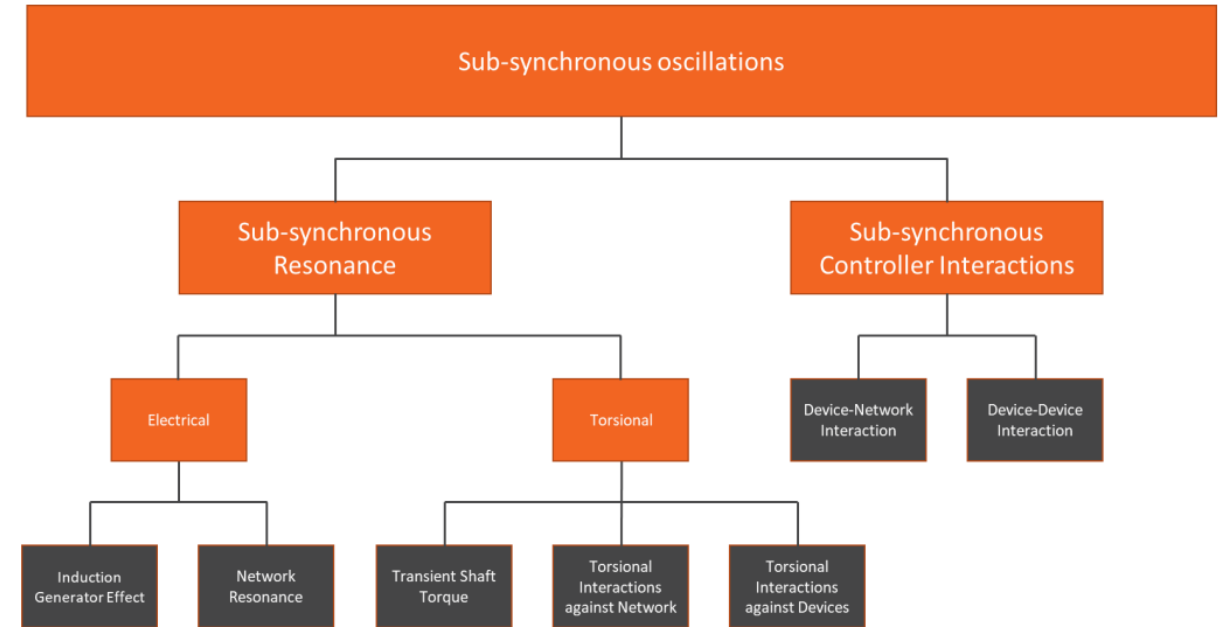 Sub-synchronous oscillations
Sub-synchronous
Resonance
Sub-synchronous
Controller Interactions
Electrical
Torsional
Device-Network
Interaction
Device-Device
Interaction
Induction
Generator Effect
Network
Resonance
Transient Shaft
Torque
Torsional
Interactions
against Network
Torsional
Interactions
against Devices